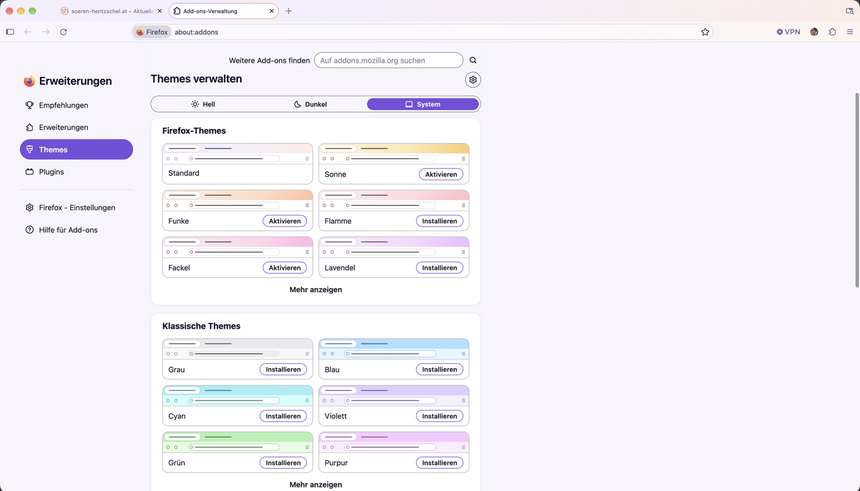 soeren-hentzschel.at – Aktuell
Add-ons-Verwaltung
Firefox
about:addons
VPN
Weitere Add-ons finden
Auf addons.mozilla.org suchen
Erweiterungen
Empfehlungen
Erweiterungen
Themes
Plugins
Firefox - Einstellungen
Hilfe für Add-ons
Themes verwalten
Hell
Dunkel
System
Firefox-Themes
Standard
Sonne
Aktivieren
Funke
Aktivieren
Flamme
Installieren
Fackel
Aktivieren
Lavendel
Installieren
Mehr anzeigen
Klassische Themes
Grau
Installieren
Blau
Installieren
Cyan
Installieren
Violett
Installieren
Grün
Installieren
Purpur
Installieren
Mehr anzeigen